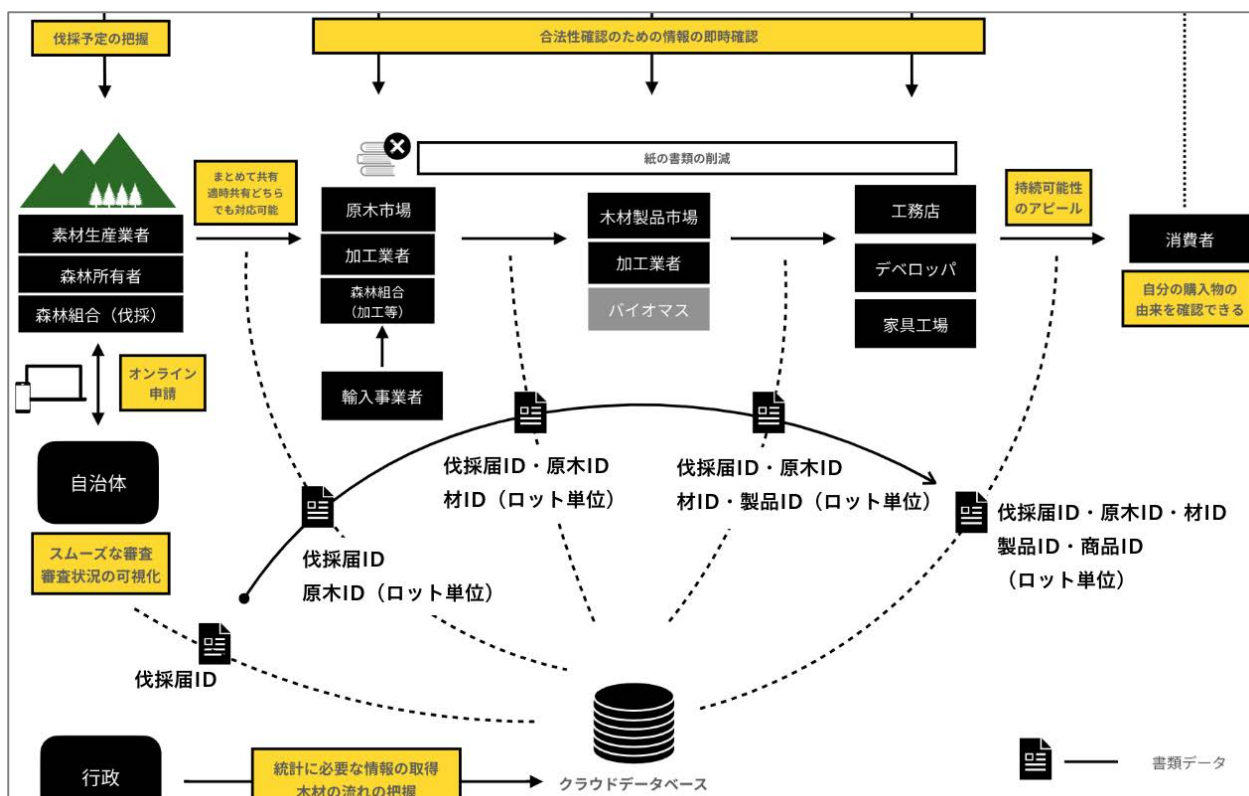 伐採予定の把握
合法性確認のための情報の即時確認
紙の書類の削減
まとめて共有
適時共有どちら
でも対応可能
持続可能性
のアピール
素材生産業者
森林所有者
森林組合（伐採）
原木市場
加工業者
森林組合
（加工等）
輸入事業者
木材製品市場
加工業者
バイオマス
工務店
デベロッパ
家具工場
消費者
自分の購入物の
由来を確認できる
オンライン
申請
自治体
スムーズな審査
審査状況の可視化
伐採届ID
伐採届ID
原木ID（ロット単位）
伐採届ID・原木ID
材ID（ロット単位）
伐採届ID・原木ID
材ID・製品ID（ロット単位）
伐採届ID・原木ID・材ID
製品ID・商品ID
（ロット単位）
行政
統計に必要な情報の取得
木材の流れの把握
クラウドデータベース
書類データ